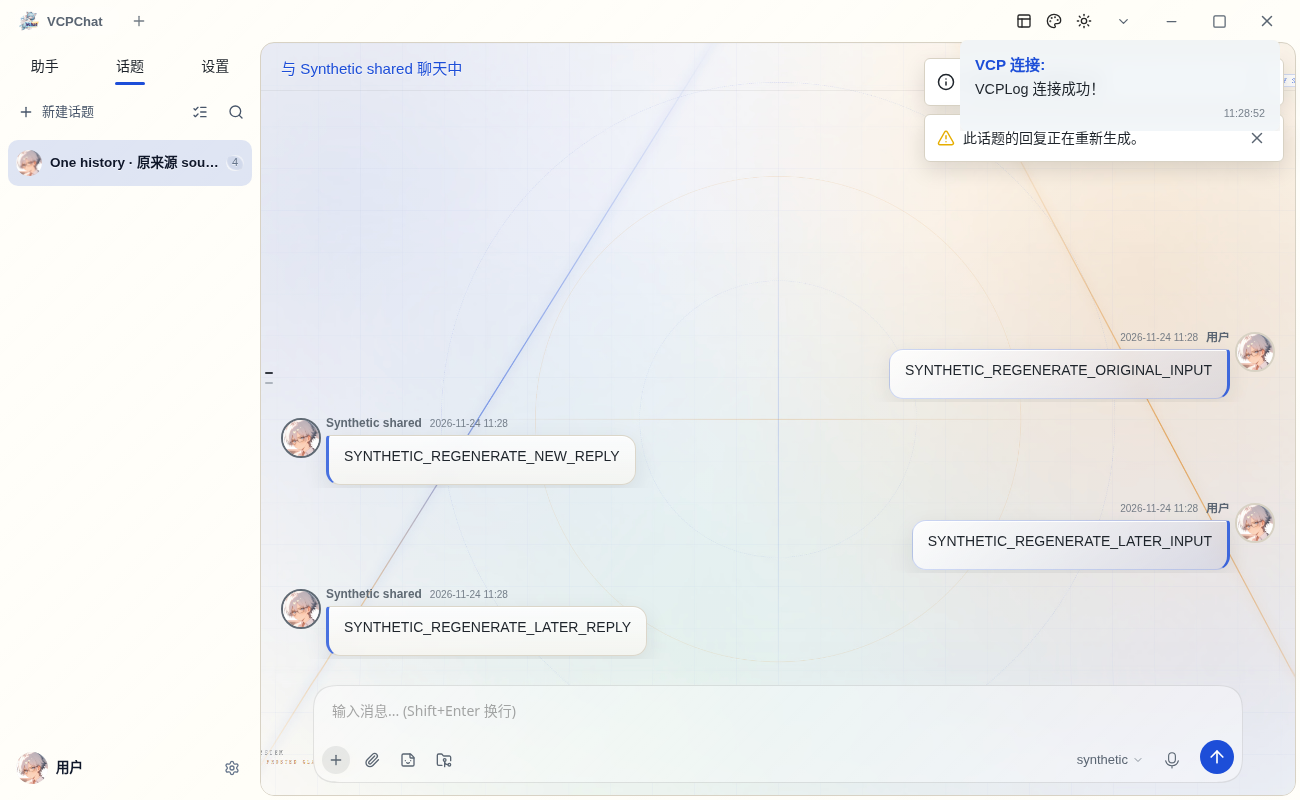 VCPChat
助手 话题 设置
新建话题
One history · 原来源 sou… 4
与 Synthetic shared 聊天中
VCP 连接:
VCPLog 连接成功!
11:28:52
此话题的回复正在重新生成。
2026-11-24 11:28 用户
SYNTHETIC_REGENERATE_ORIGINAL_INPUT
Synthetic shared 2026-11-24 11:28
SYNTHETIC_REGENERATE_NEW_REPLY
2026-11-24 11:28 用户
SYNTHETIC_REGENERATE_LATER_INPUT
Synthetic shared 2026-11-24 11:28
SYNTHETIC_REGENERATE_LATER_REPLY
输入消息... (Shift+Enter 换行)
synthetic
用户